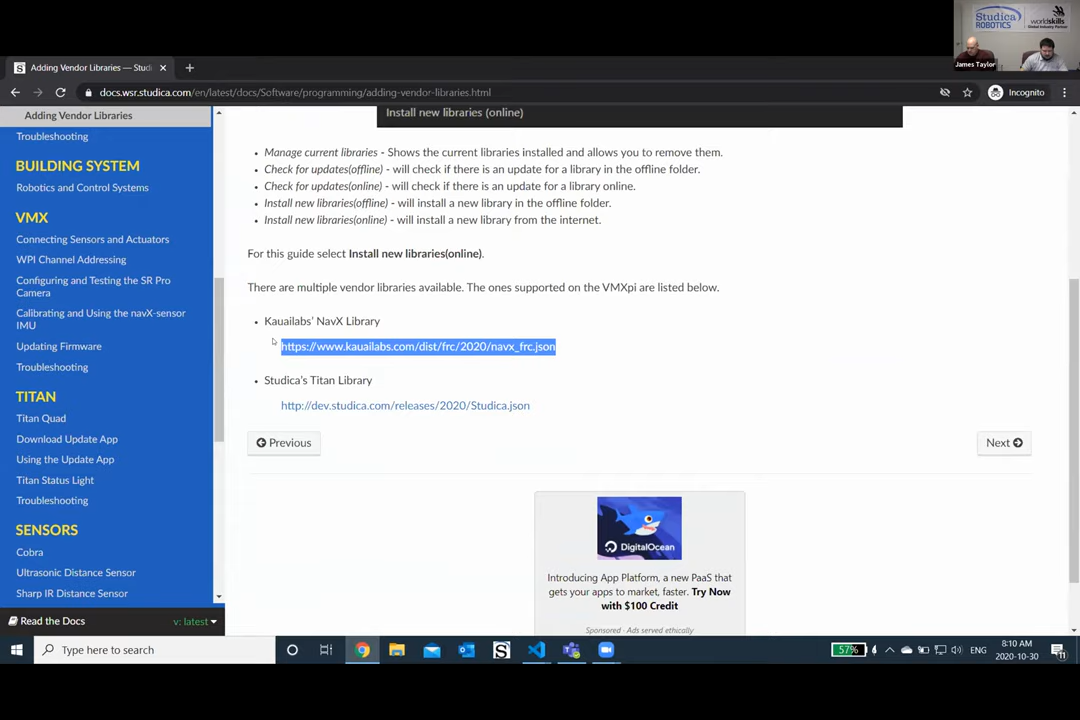 Studica
ROBOTICS
worldskills
Global Industry Partner
James Taylor
Adding Vendor Libraries — Studi
docs.wsr.studica.com/en/latest/docs/Software/programming/adding-vendor-libraries.html
Incognito
Adding Vendor Libraries
Troubleshooting
BUILDING SYSTEM
Robotics and Control Systems
VMX
Connecting Sensors and Actuators
WPI Channel Addressing
Configuring and Testing the SR Pro
Camera
Calibrating and Using the navX-sensor
IMU
Updating Firmware
Troubleshooting
TITAN
Titan Quad
Download Update App
Using the Update App
Titan Status Light
Troubleshooting
SENSORS
Cobra
Ultrasonic Distance Sensor
Sharp IR Distance Sensor
Read the Docs
v: latest
Install new libraries (online)
• Manage current libraries - Shows the current libraries installed and allows you to remove them.
• Check for updates(offline) - will check if there is an update for a library in the offline folder.
• Check for updates(online) - will check if there is an update for a library online.
• Install new libraries(offline) - will install a new library in the offline folder.
• Install new libraries(online) - will install a new library from the internet.
For this guide select Install new libraries(online).
There are multiple vendor libraries available. The ones supported on the VMXpi are listed below.
• Kauailabs' NavX Library
https://www.kauailabs.com/dist/frc/2020/navx_frc.json
• Studica's Titan Library
http://dev.studica.com/releases/2020/Studica.json
Previous
Next
DigitalOcean
Introducing App Platform, a new PaaS that
gets your apps to market, faster. Try Now
with $100 Credit
Sponsored · Ads served ethically
Type here to search
S
57%
ENG
8:10 AM
2020-10-30
11